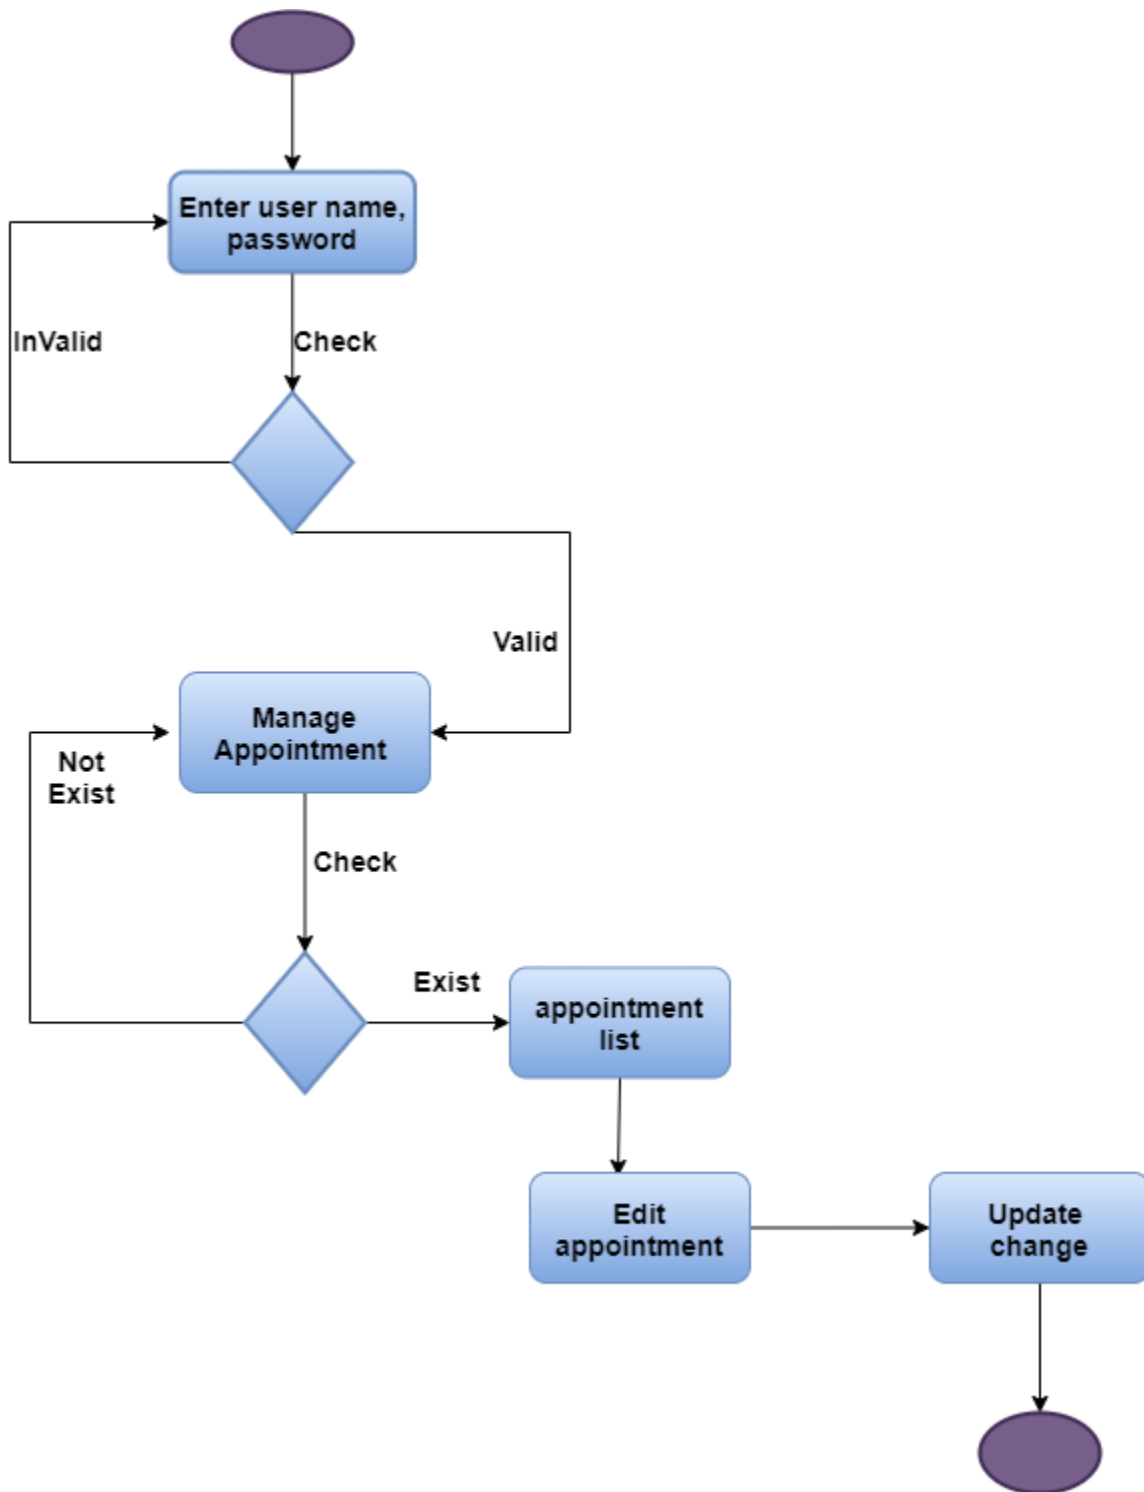 Enter user name,
password
InValid
Check
Valid
Manage
Appointment
Not
Exist
Check
Exist
appointment
list
Edit
appointment
Update
change